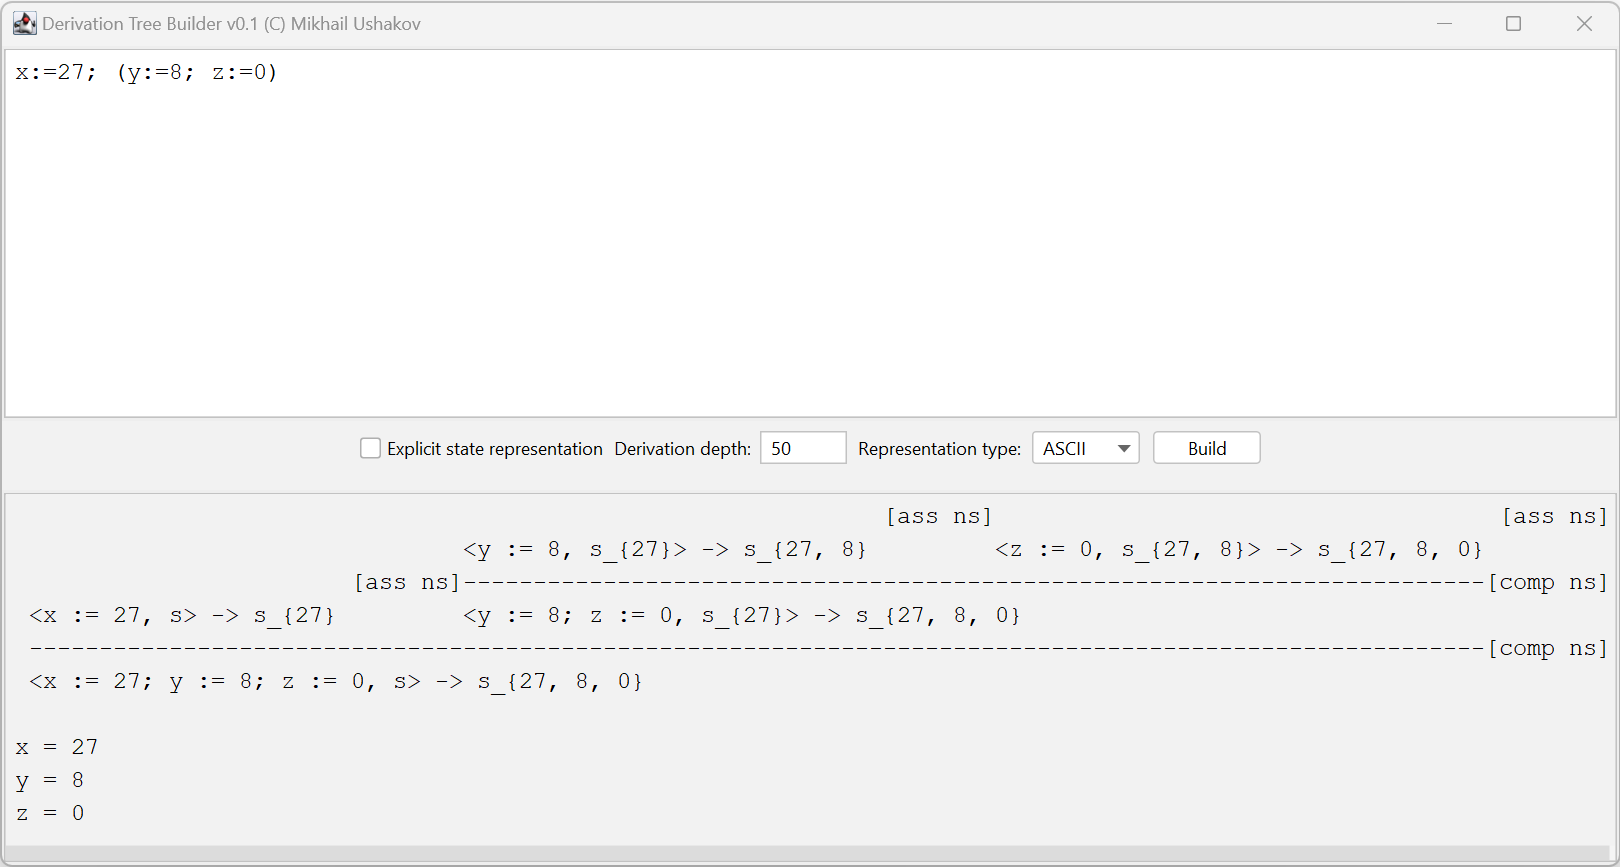 Derivation Tree Builder v0.1 (C) Mikhail Ushakov
x:=27; (y:=8; z:=0)
Explicit state representation Derivation depth: 50 Representation type: ASCII Build
[ass ns] [ass ns]
<y := 8, s_{27}> -> s_{27, 8} <z := 0, s_{27, 8}> -> s_{27, 8, 0}
[ass ns]-------------------------------------------------------------------------[comp ns]
<x := 27, s> -> s_{27} <y := 8; z := 0, s_{27}> -> s_{27, 8, 0}
--------------------------------------------------------------------------------------------------------[comp ns]
<x := 27; y := 8; z := 0, s> -> s_{27, 8, 0}
x = 27
y = 8
z = 0